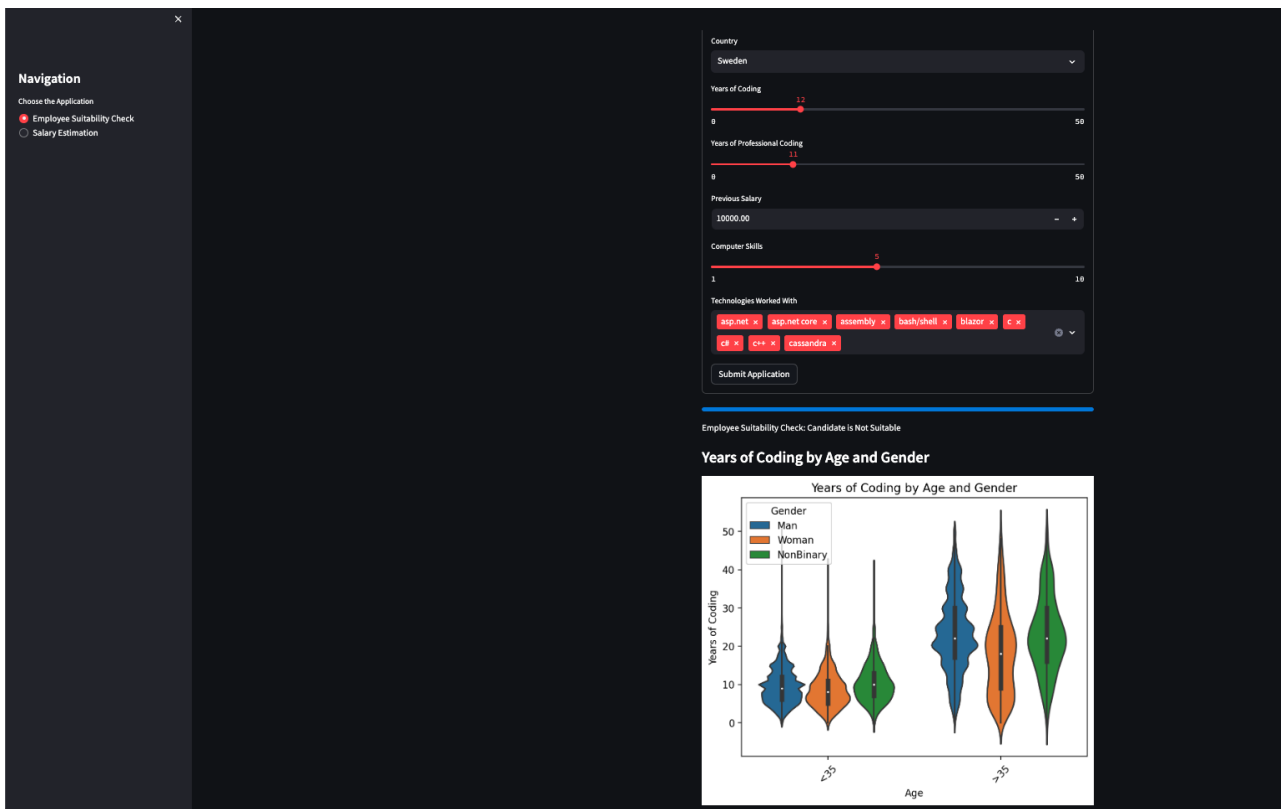 ×
Navigation
Choose the Application
Employee Suitability Check
Salary Estimation
Country
Sweden
Years of Coding
12
0 50
Years of Professional Coding
11
0 50
Previous Salary
10000.00 − +
Computer Skills
5
1 10
Technologies Worked With
asp.net × asp.net core × assembly × bash/shell × blazor × c ×
c# × c++ × cassandra ×
Submit Application
Employee Suitability Check: Candidate is Not Suitable
Years of Coding by Age and Gender
Years of Coding by Age and Gender
Gender
Man
Woman
NonBinary
50
40
30
20
10
0
Years of Coding
<35 >35
Age